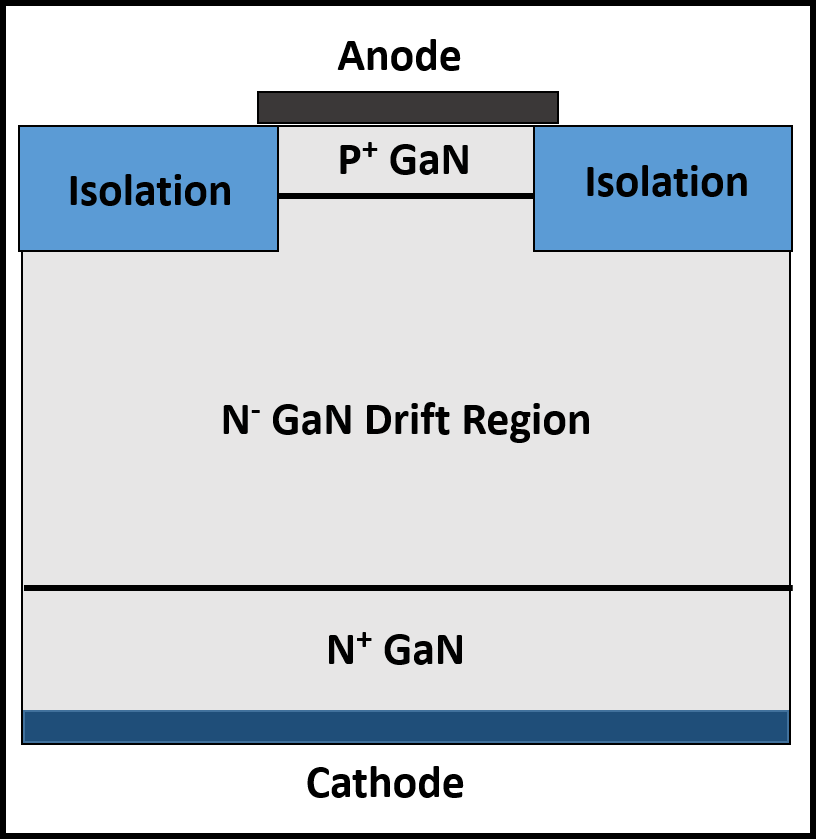 Anode
P⁺ GaN
Isolation
Isolation
N⁻ GaN Drift Region
N⁺ GaN
Cathode